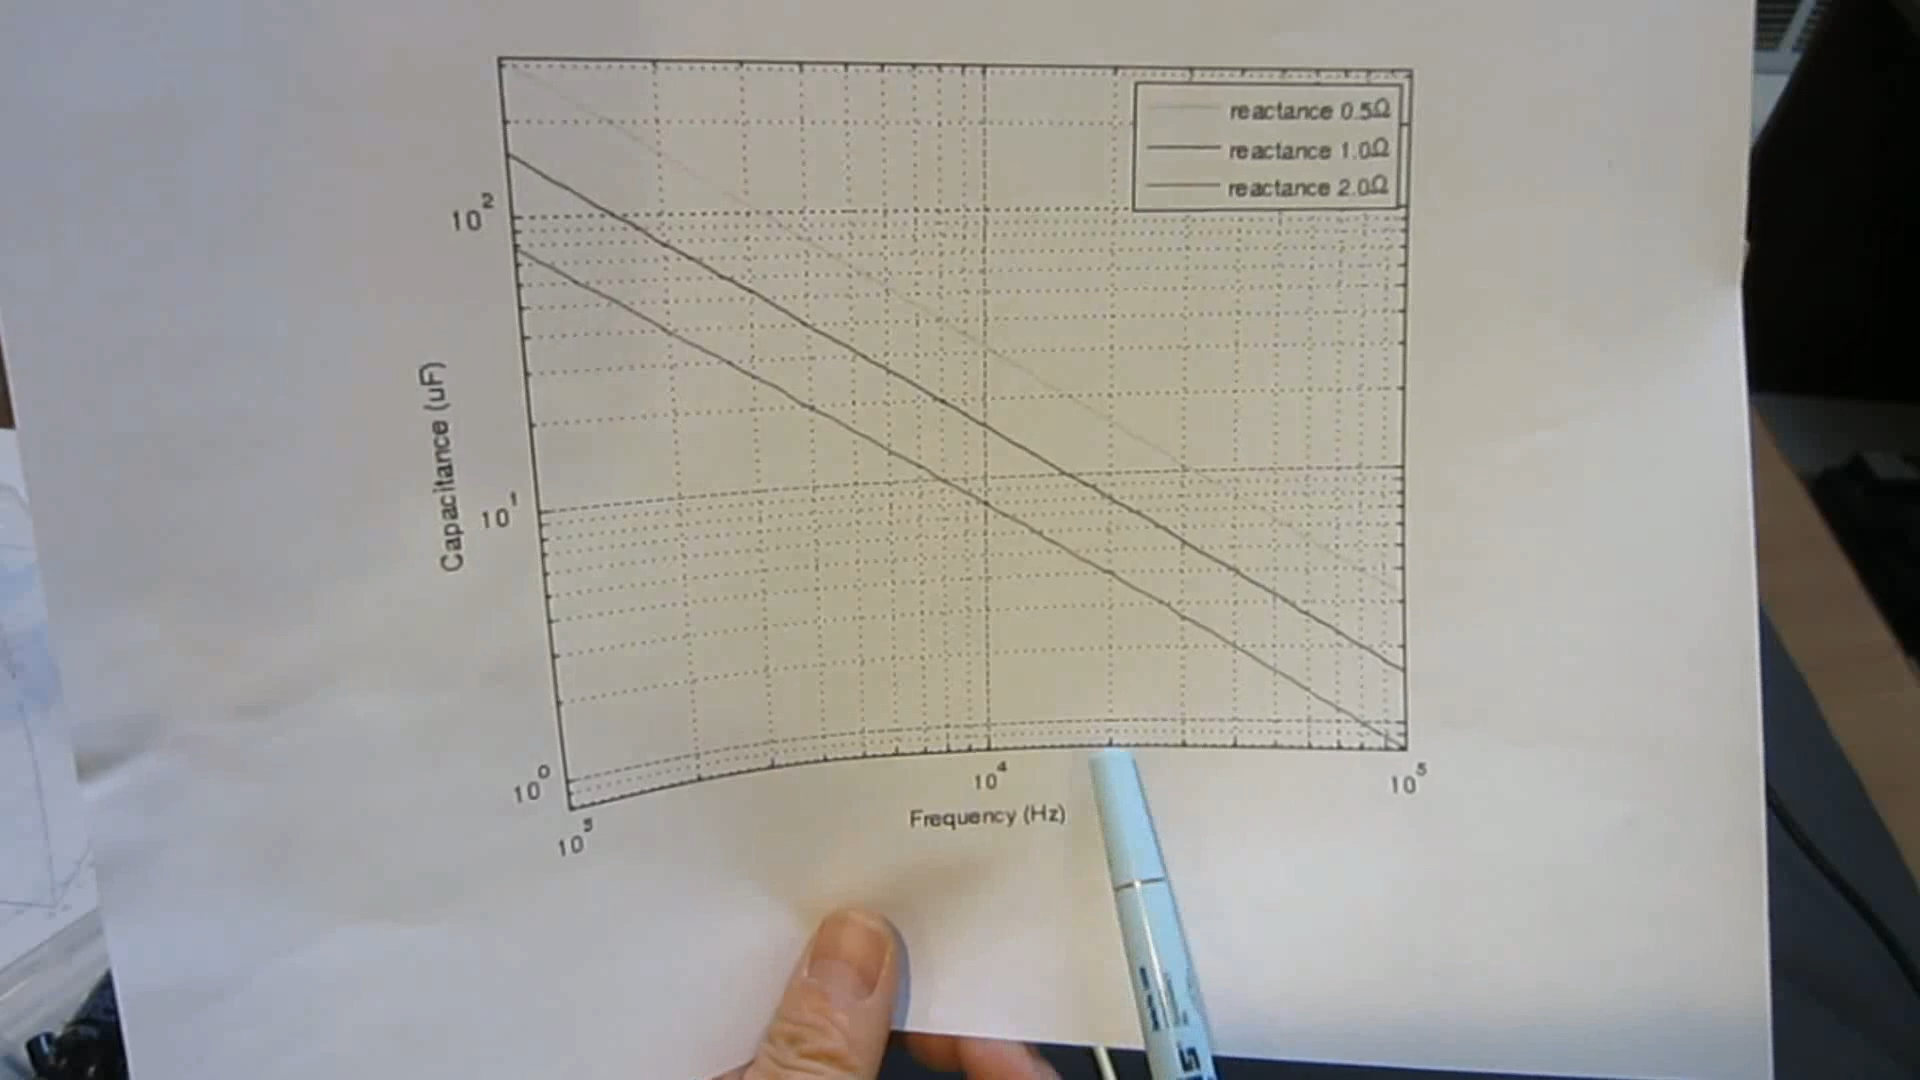 reactance 0.5Ω
reactance 1.0Ω
reactance 2.0Ω
10²
10¹
10⁰
Capacitance (uF)
10³
10⁴
10⁵
Frequency (Hz)